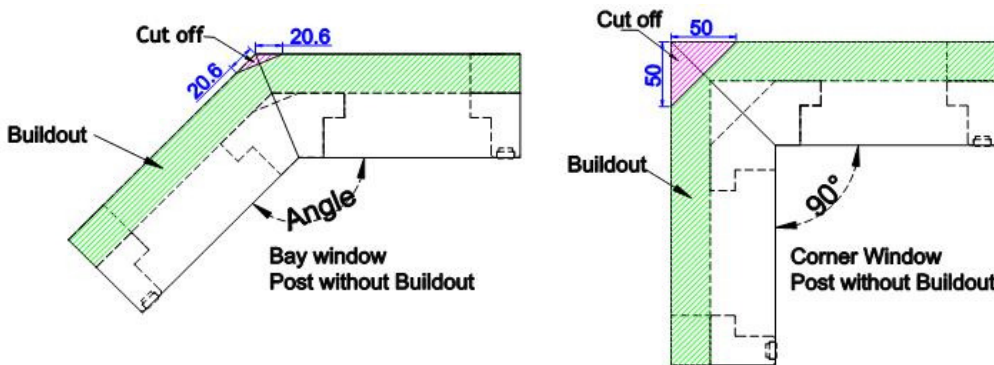 Cut off
20.6
20.6
Buildout
Angle
Bay window
Post without Buildout
50
Cut off
50
Buildout
90°
Corner Window
Post without Buildout